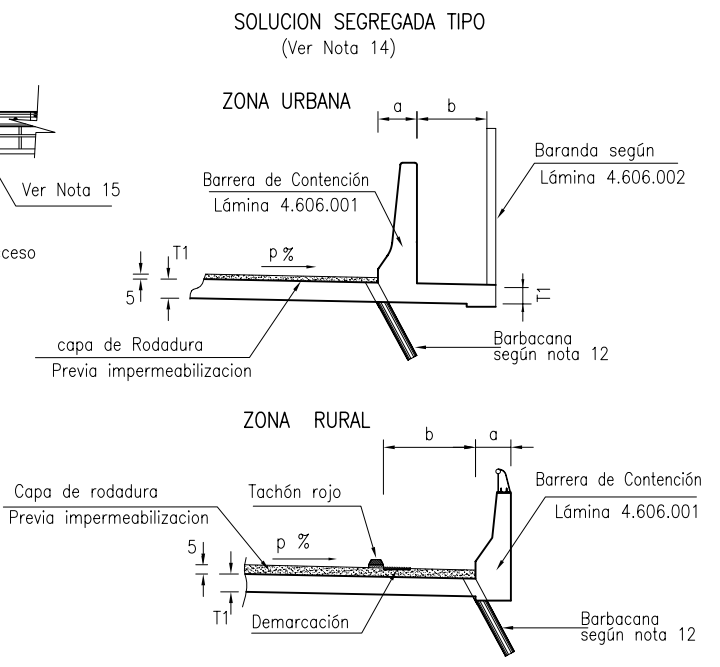 SOLUCION SEGREGADA TIPO
(Ver Nota 14)
ZONA URBANA
a
b
Baranda según
Lámina 4.606.002
Barrera de Contención
Lámina 4.606.001
Ver Nota 15
ceso
T1
p %
5
T1
capa de Rodadura
Previa impermeabilizacion
Barbacana
según nota 12
ZONA RURAL
b
a
Capa de rodadura
Previa impermeabilizacion
Tachón rojo
Barrera de Contención
Lámina 4.606.001
5
p %
T1
Demarcación
Barbacana
según nota 12